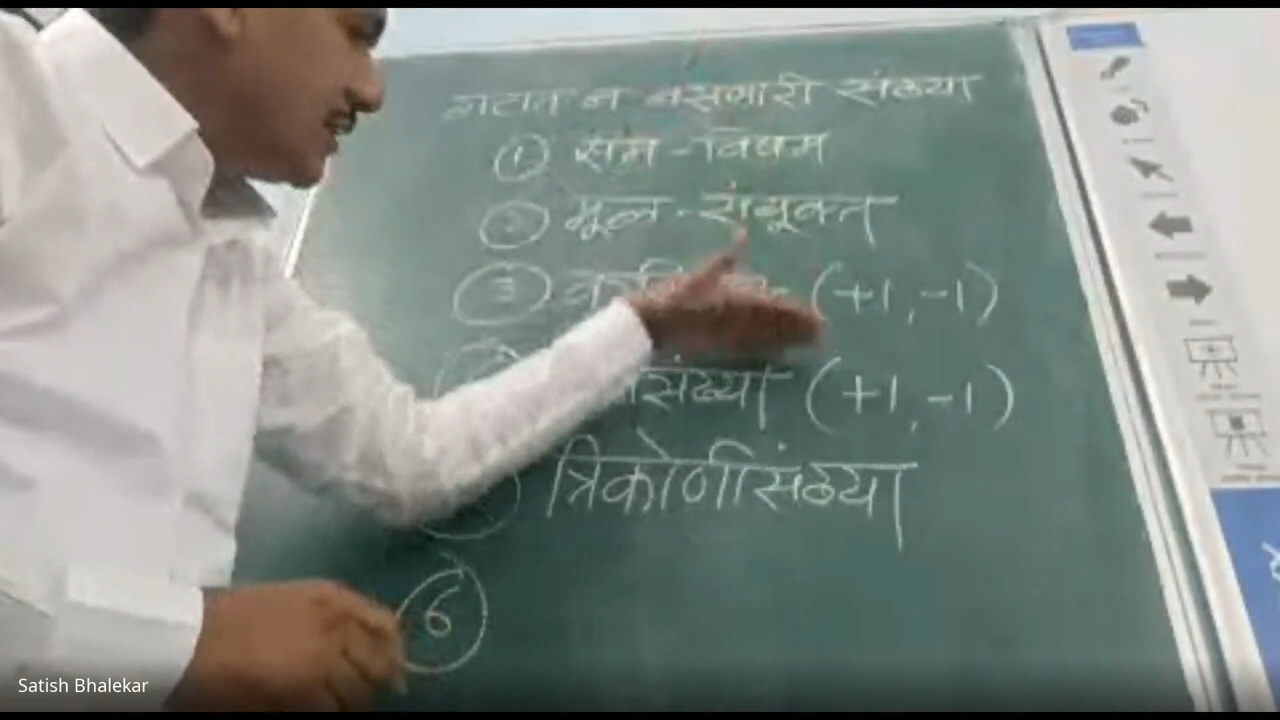 गटात न बसणारी संख्या
① सम - विषम
② मूल - संयुक्त
③ (+1, -1)
संख्या (+1, -1)
त्रिकोणी संख्या
⑥
Satish Bhalekar